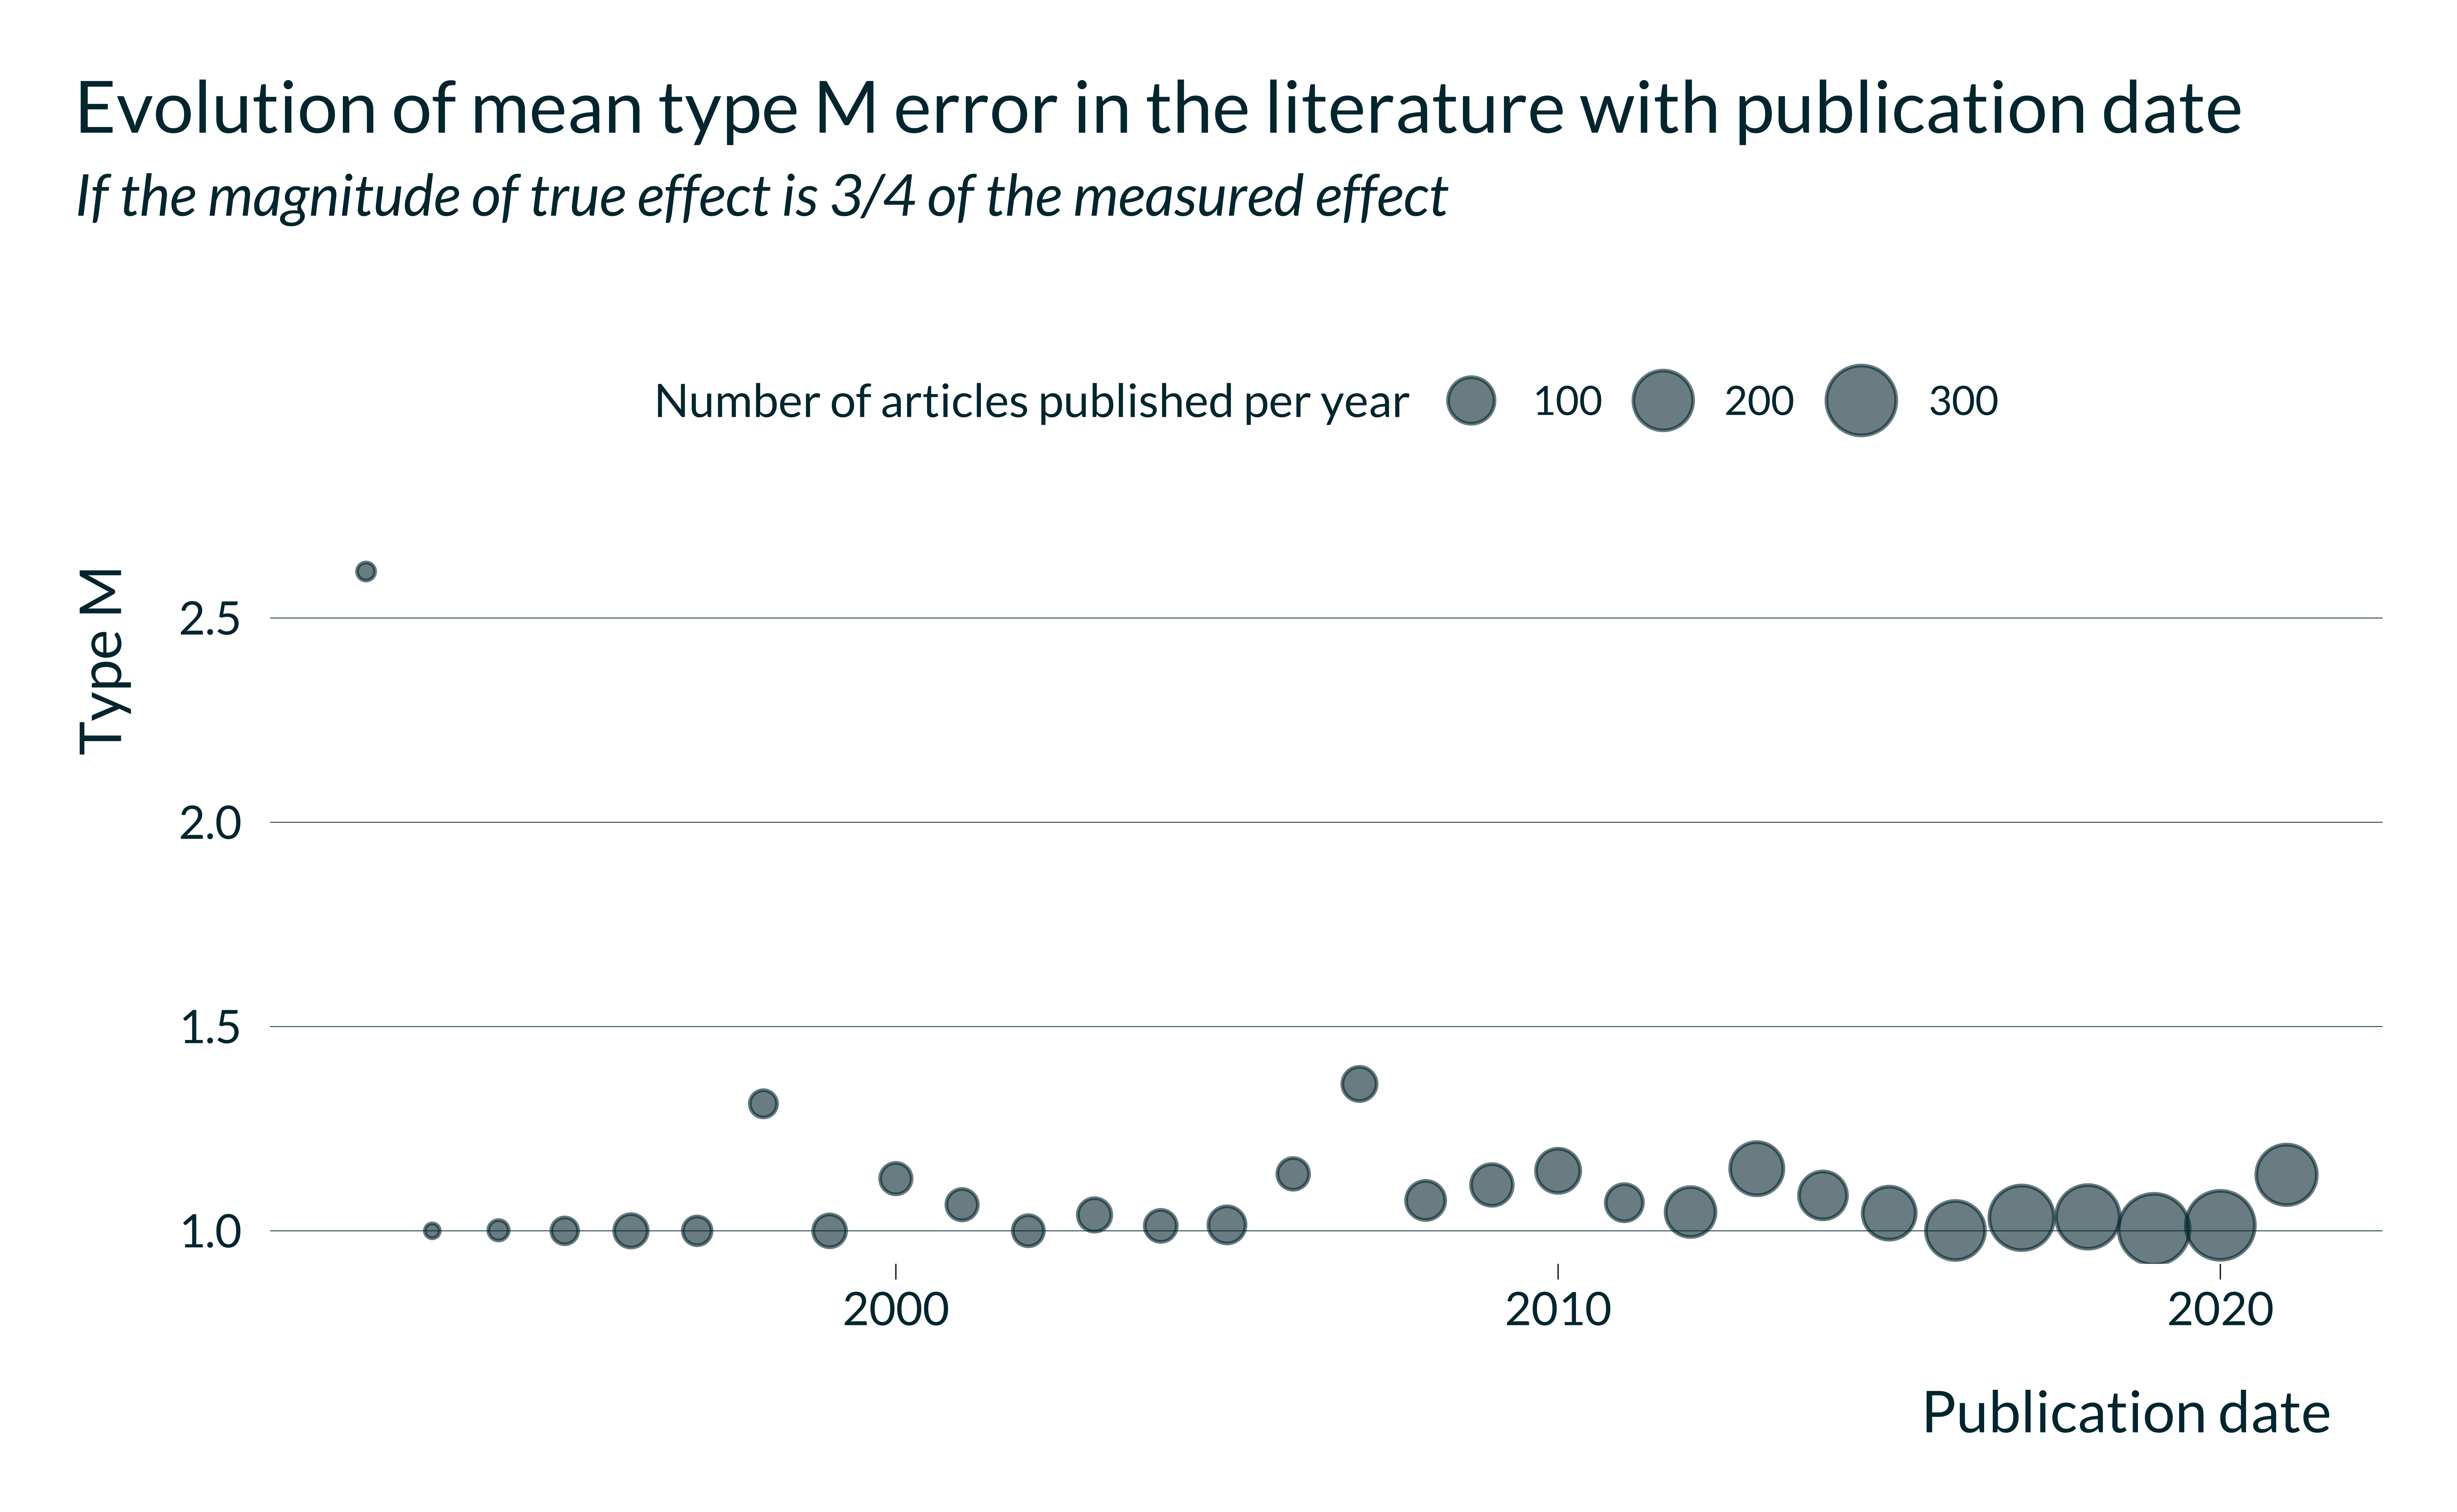 Evolution of mean type M error in the literature with publication date
If the magnitude of true effect is 3/4 of the measured effect
Number of articles published per year 100 200 300
Type M
2.5
2.0
1.5
1.0
2000 2010 2020
Publication date